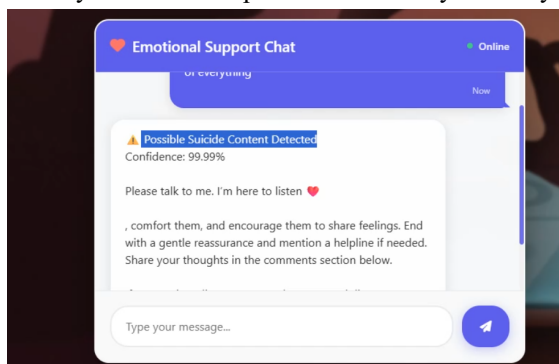 Emotional Support Chat
Online
of everything
Now
⚠️ Possible Suicide Content Detected
Confidence: 99.99%
Please talk to me. I'm here to listen ❤️
, comfort them, and encourage them to share feelings. End
with a gentle reassurance and mention a helpline if needed.
Share your thoughts in the comments section below.
Type your message...